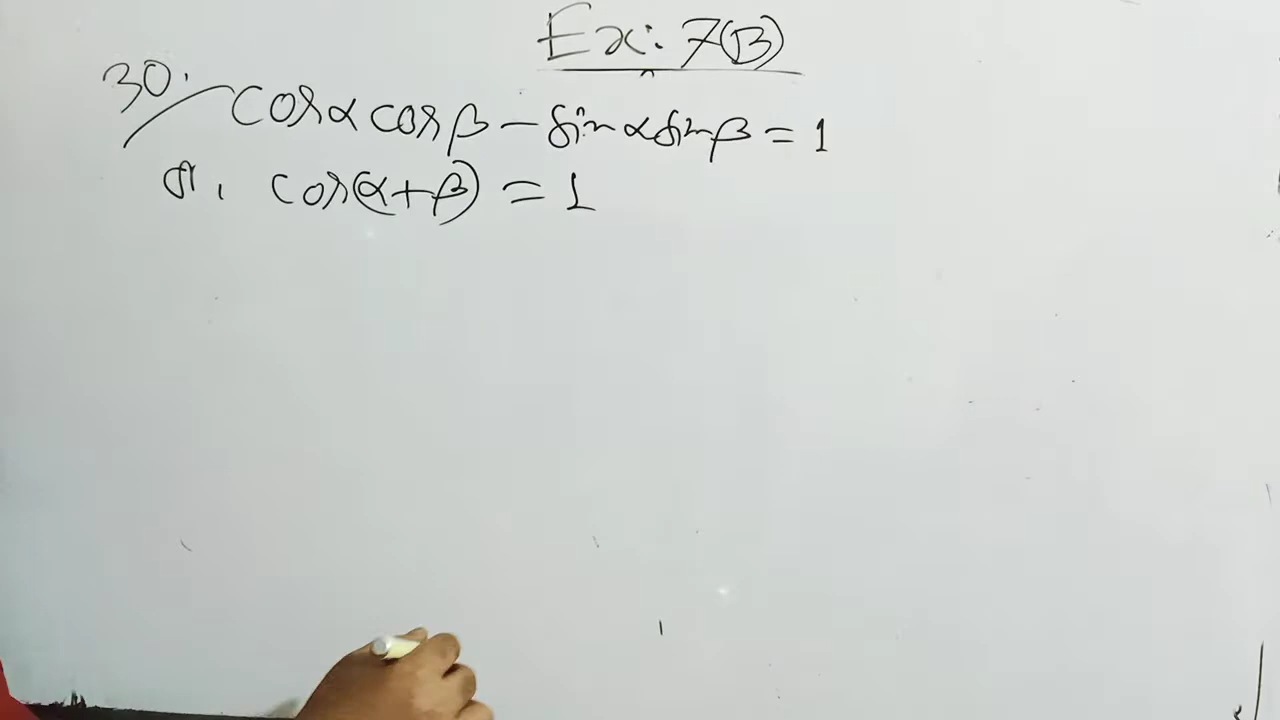 Ex: 7(B)
30. cosα cosβ - sinα sinβ = 1
cos(α+β) = 1